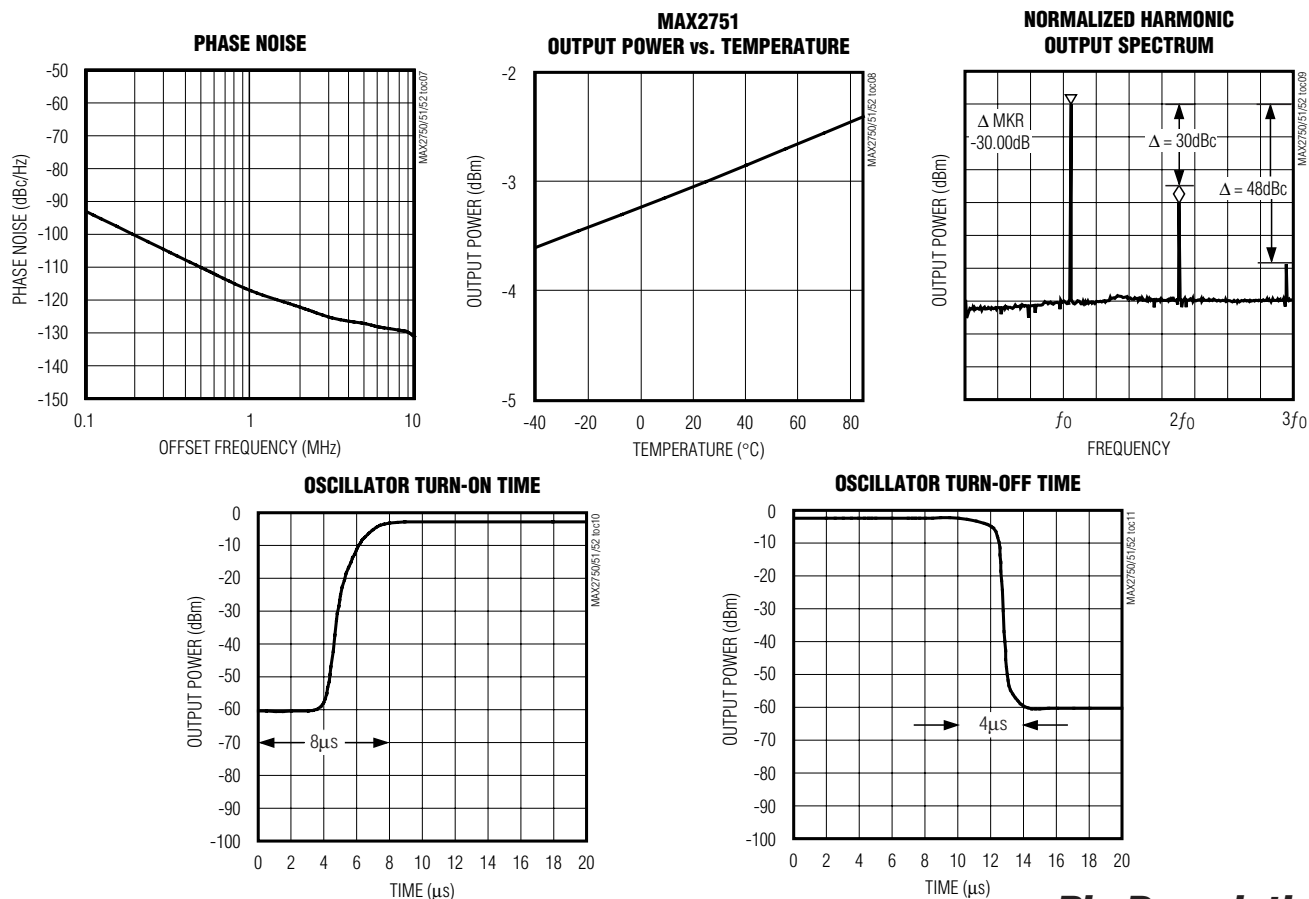 PHASE NOISE
-50
-60
-70
-80
-90
-100
-110
-120
-130
-140
-150
PHASE NOISE (dBc/Hz)
0.1
1
10
OFFSET FREQUENCY (MHz)
MAX2750/51/52 toc07
MAX2751
OUTPUT POWER vs. TEMPERATURE
-2
-3
-4
-5
OUTPUT POWER (dBm)
-40
-20
0
20
40
60
80
TEMPERATURE (°C)
MAX2750/51/52 toc08
NORMALIZED HARMONIC
OUTPUT SPECTRUM
Δ MKR
-30.00dB
Δ = 30dBc
Δ = 48dBc
OUTPUT POWER (dBm)
f0
2f0
3f0
FREQUENCY
MAX2750/51/52 toc09
OSCILLATOR TURN-ON TIME
0
-10
-20
-30
-40
-50
-60
-70
-80
-90
-100
OUTPUT POWER (dBm)
8μs
0
2
4
6
8
10
12
14
16
18
20
TIME (μs)
MAX2750/51/52 toc10
OSCILLATOR TURN-OFF TIME
0
-10
-20
-30
-40
-50
-60
-70
-80
-90
-100
OUTPUT POWER (dBm)
4μs
0
2
4
6
8
10
12
14
16
18
20
TIME (μs)
MAX2750/51/52 toc11